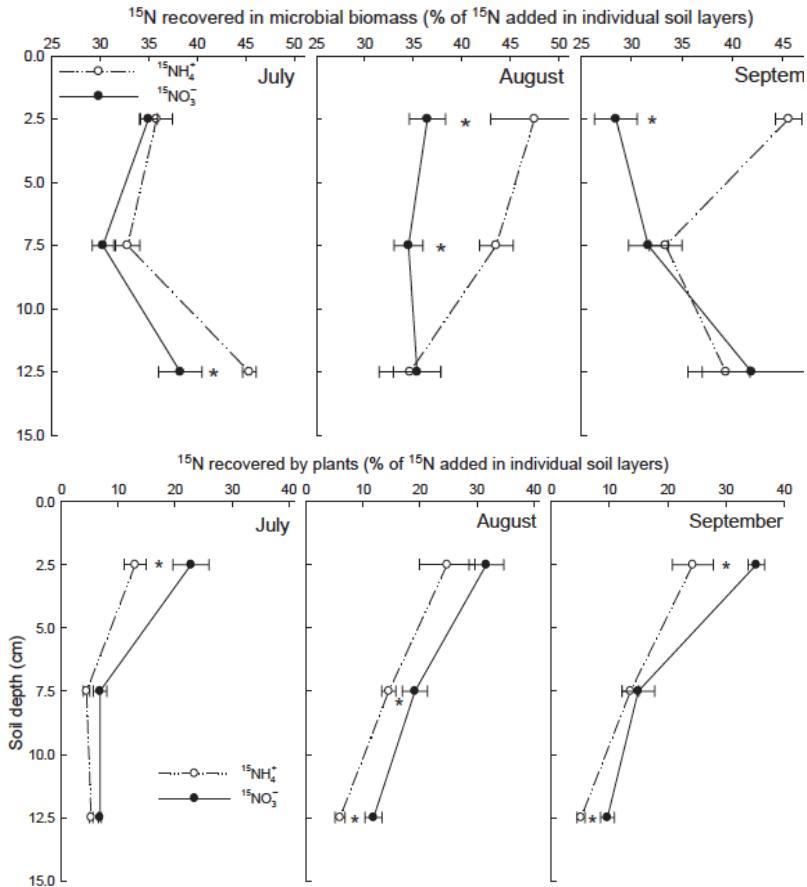 ¹⁵N recovered in microbial biomass (% of ¹⁵N added in individual soil layers)
25 30 35 40 45 50 25 30 35 40 45 25 30 35 40 45
0.0
¹⁵NH₄⁺
¹⁵NO₃⁻
July
August
Septem
2.5
*
*
5.0
7.5
*
10.0
12.5
*
15.0
¹⁵N recovered by plants (% of ¹⁵N added in individual soil layers)
0 10 20 30 40 0 10 20 30 40 0 10 20 30 40
0.0
July
August
September
2.5
*
*
5.0
Soil depth (cm)
7.5
*
10.0
¹⁵NH₄⁺
¹⁵NO₃⁻
12.5
*
*
15.0